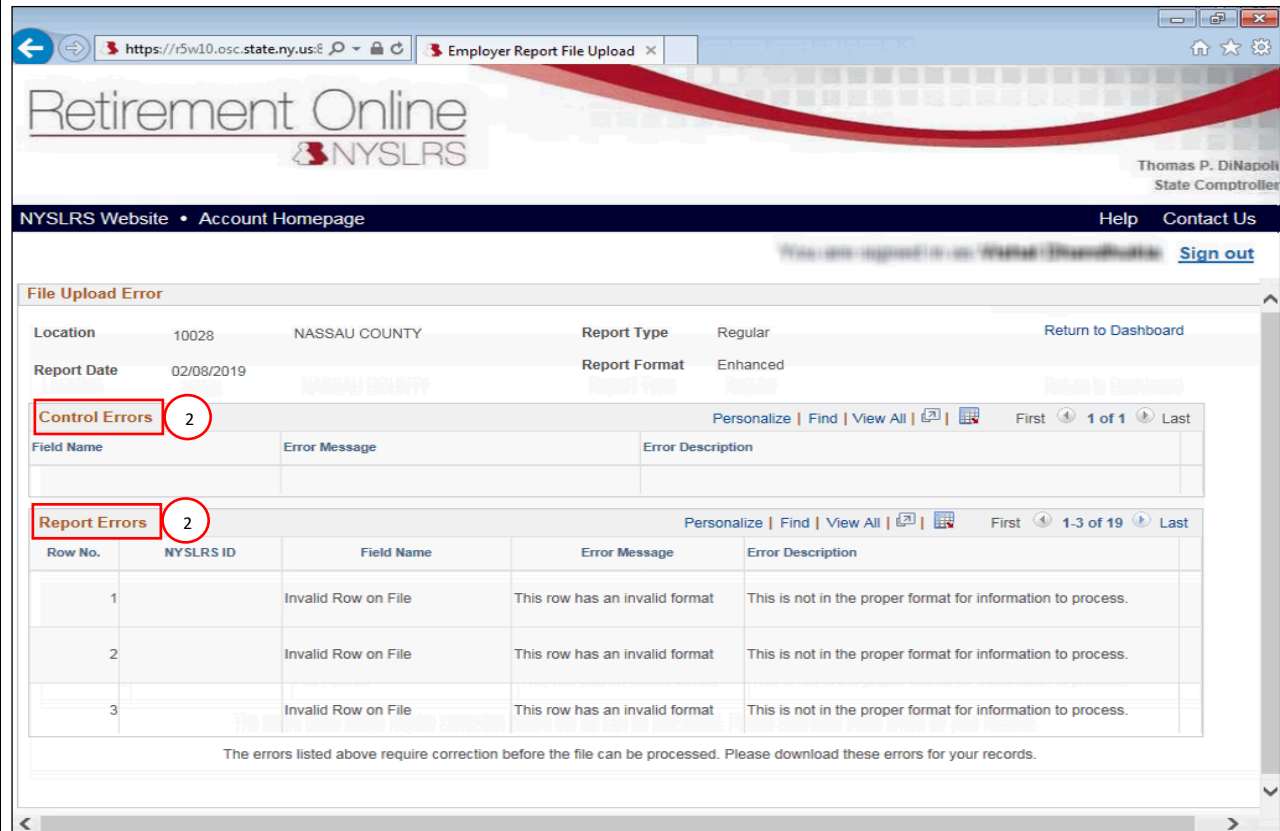 https://r5w10.osc.state.ny.us:8
Employer Report File Upload
Retirement Online
NYSLRS
Thomas P. DiNapoli
State Comptroller
NYSLRS Website • Account Homepage Help Contact Us
Sign out
File Upload Error
Location 10028 NASSAU COUNTY Report Type Regular Return to Dashboard
Report Date 02/08/2019 Report Format Enhanced
Control Errors 2 Personalize | Find | View All | | First 1 of 1 Last
Field Name Error Message Error Description
Report Errors 2 Personalize | Find | View All | | First 1-3 of 19 Last
Row No. NYSLRS ID Field Name Error Message Error Description
1 Invalid Row on File This row has an invalid format This is not in the proper format for information to process.
2 Invalid Row on File This row has an invalid format This is not in the proper format for information to process.
3 Invalid Row on File This row has an invalid format This is not in the proper format for information to process.
The errors listed above require correction before the file can be processed. Please download these errors for your records.